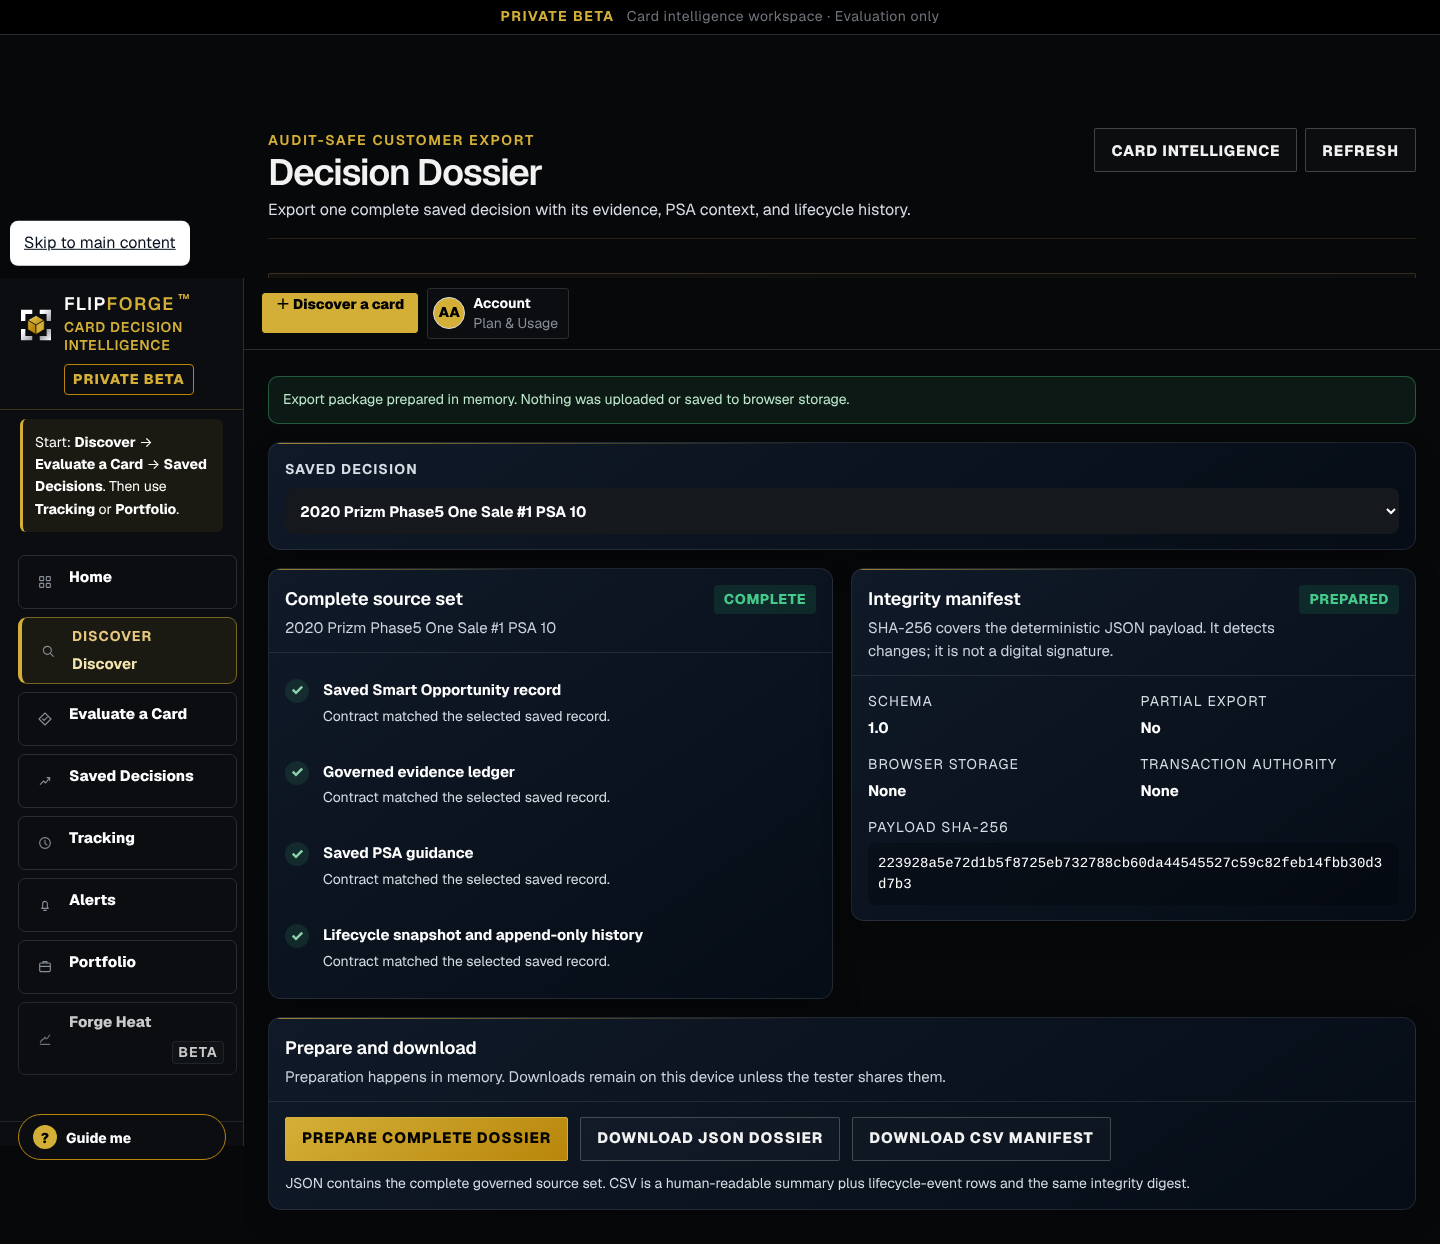 PRIVATE BETA Card intelligence workspace · Evaluation only
AUDIT-SAFE CUSTOMER EXPORT
Decision Dossier
Export one complete saved decision with its evidence, PSA context, and lifecycle history.
CARD INTELLIGENCE
REFRESH
Skip to main content
FLIPFORGE™
CARD DECISION
INTELLIGENCE
PRIVATE BETA
+ Discover a card
AA
Account
Plan & Usage
Start: Discover →
Evaluate a Card → Saved
Decisions. Then use
Tracking or Portfolio.
Home
DISCOVER
Discover
Evaluate a Card
Saved Decisions
Tracking
Alerts
Portfolio
Forge Heat
BETA
? Guide me
Export package prepared in memory. Nothing was uploaded or saved to browser storage.
SAVED DECISION
2020 Prizm Phase5 One Sale #1 PSA 10
Complete source set
COMPLETE
2020 Prizm Phase5 One Sale #1 PSA 10
Saved Smart Opportunity record
Contract matched the selected saved record.
Governed evidence ledger
Contract matched the selected saved record.
Saved PSA guidance
Contract matched the selected saved record.
Lifecycle snapshot and append-only history
Contract matched the selected saved record.
Integrity manifest
PREPARED
SHA-256 covers the deterministic JSON payload. It detects
changes; it is not a digital signature.
SCHEMA
1.0
PARTIAL EXPORT
No
BROWSER STORAGE
None
TRANSACTION AUTHORITY
None
PAYLOAD SHA-256
223928a5e72d1b5f8725eb732788cb60da44545527c59c82feb14fbb30d3
d7b3
Prepare and download
Preparation happens in memory. Downloads remain on this device unless the tester shares them.
PREPARE COMPLETE DOSSIER
DOWNLOAD JSON DOSSIER
DOWNLOAD CSV MANIFEST
JSON contains the complete governed source set. CSV is a human-readable summary plus lifecycle-event rows and the same integrity digest.